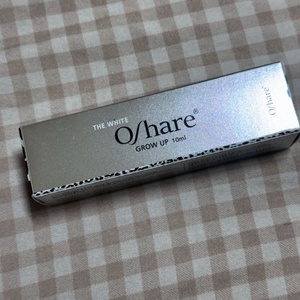 THE WHITE
O/hare®
GROW UP 10ml
O/hare®